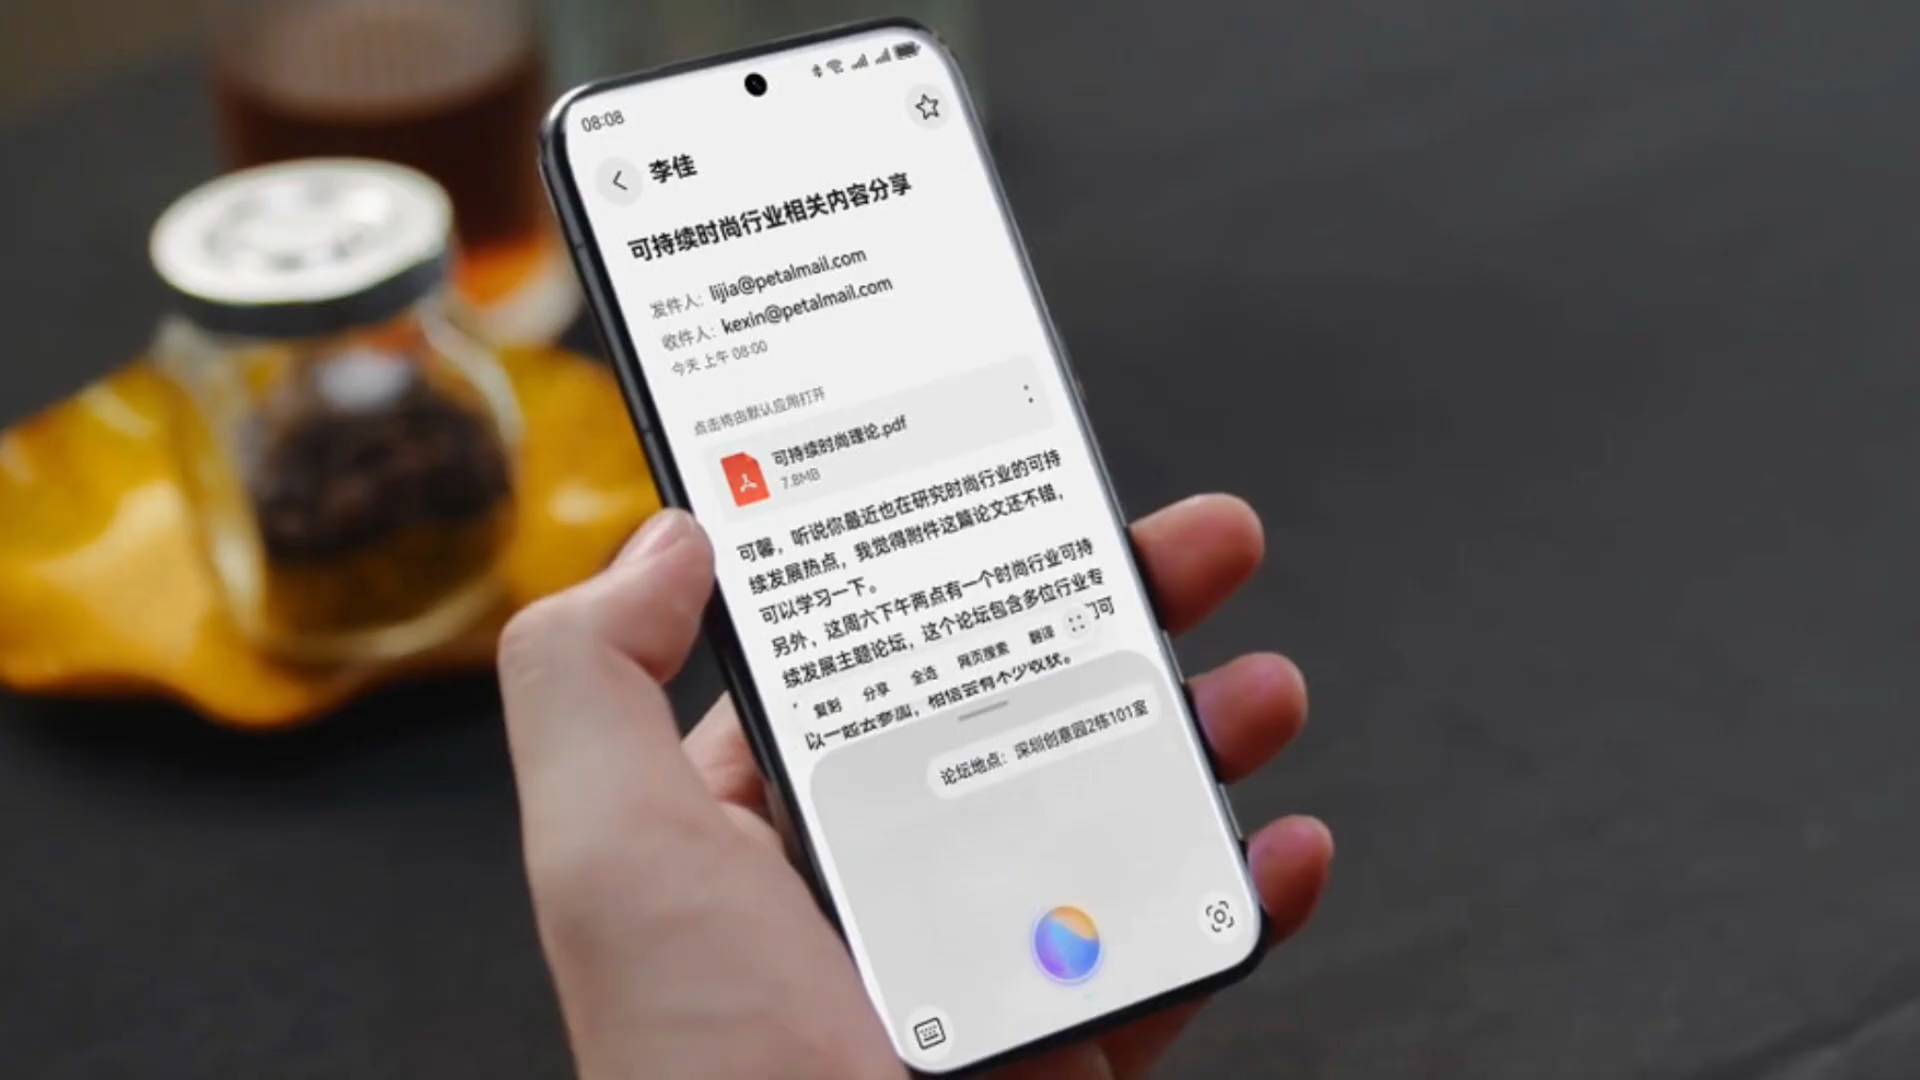 08:08
李佳
可持续时尚行业相关内容分享
发件人: lijia@petalmail.com
收件人: kexin@petalmail.com
今天 上午 08:00
点击将由默认应用打开
可持续时尚理论.pdf
7.8MB
可馨，听说你最近也在研究时尚行业的可持
续发展热点，我觉得附件这篇论文还不错，
可以学习一下。
另外，这周六下午两点有一个时尚行业可持
续发展主题论坛，这个论坛包含多位行业专
们可
复制 分享 全选 网页搜索 翻译
以一起去参加，相信会有不少收获。
论坛地点：深圳创意园2栋101室